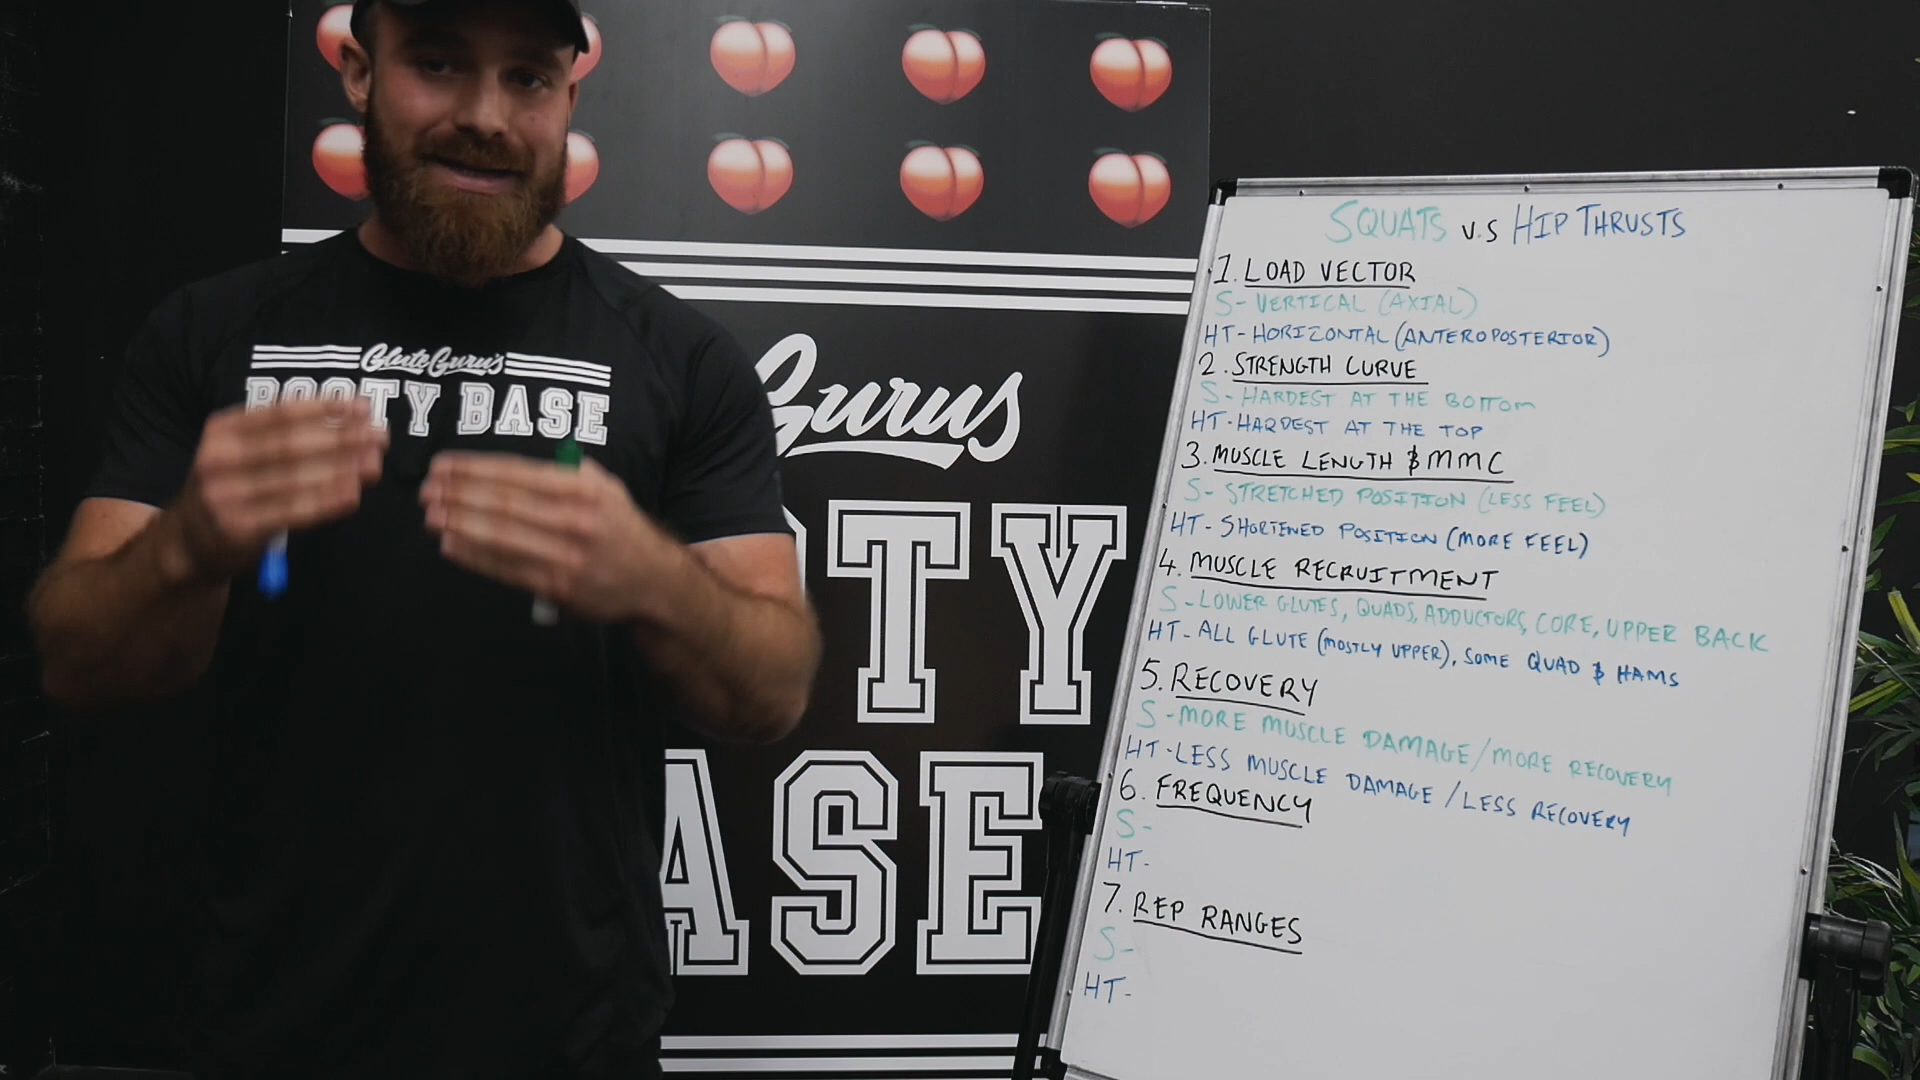 GluteGuru's
BOOTY BASE
Gurus
OTY
ASE
SQUATS V.S HIP THRUSTS
1. LOAD VECTOR
S- VERTICAL (AXIAL)
HT- HORIZONTAL (ANTEROPOSTERIOR)
2. STRENGTH CURVE
S- HARDEST AT THE BOTTOM
HT- HARDEST AT THE TOP
3. MUSCLE LENGTH & MMC
S- STRETCHED POSITION (LESS FEEL)
HT- SHORTENED POSITION (MORE FEEL)
4. MUSCLE RECRUITMENT
S- LOWER GLUTES, QUADS, ADDUCTORS, CORE, UPPER BACK
HT- ALL GLUTE (MOSTLY UPPER), SOME QUAD & HAMS
5. RECOVERY
S- MORE MUSCLE DAMAGE/MORE RECOVERY
HT- LESS MUSCLE DAMAGE/LESS RECOVERY
6. FREQUENCY
S-
HT-
7. REP RANGES
S-
HT-